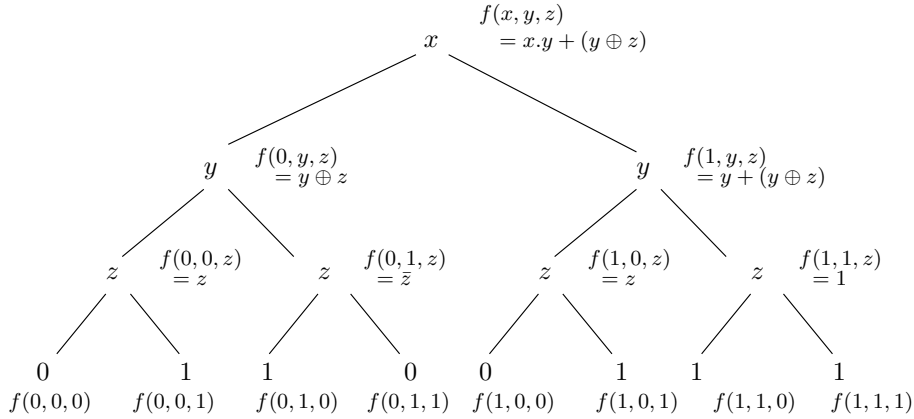 f(x, y, z)
x
= x.y + (y ⊕ z)
y
f(0, y, z)
= y ⊕ z
y
f(1, y, z)
= y + (y ⊕ z)
z
f(0, 0, z)
= z
z
f(0, 1, z)
= z̄
z
f(1, 0, z)
= z
z
f(1, 1, z)
= 1
0 1 1 0 0 1 1 1
f(0, 0, 0) f(0, 0, 1) f(0, 1, 0) f(0, 1, 1) f(1, 0, 0) f(1, 0, 1) f(1, 1, 0) f(1, 1, 1)